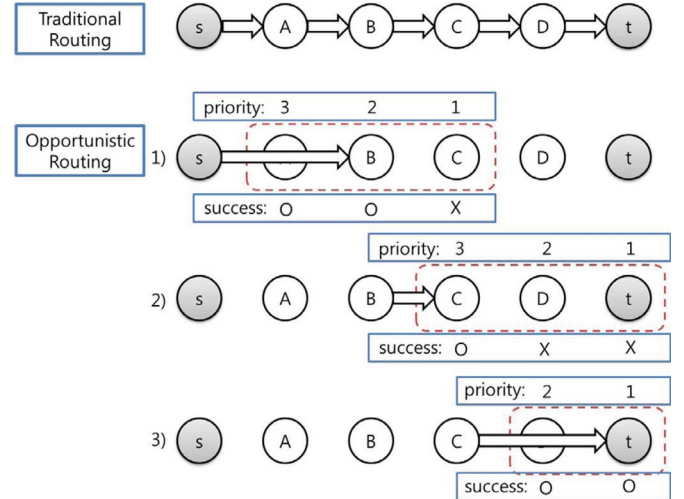 Traditional
Routing
s A B C D t
priority: 3 2 1
Opportunistic
Routing
1) s B C D t
success: O O X
priority: 3 2 1
2) s A B C D t
success: O X X
priority: 2 1
3) s A B C t
success: O O